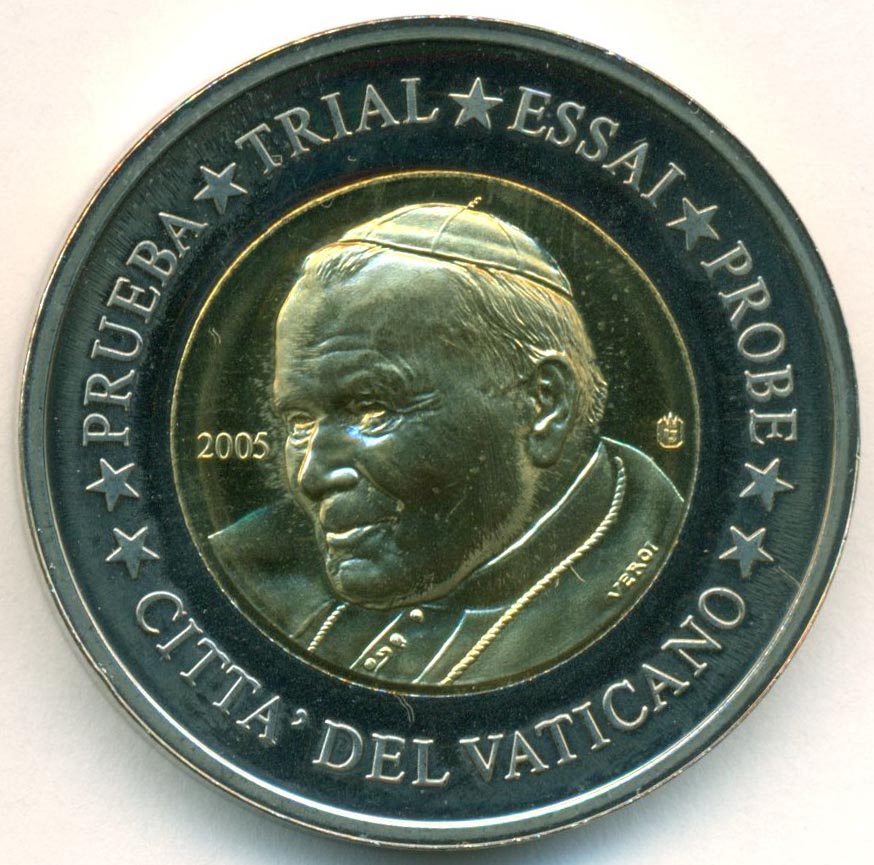 PRUEBA ★ TRIAL ★ ESSAI ★ PROBE
2005
VEROI
CITTA' DEL VATICANO